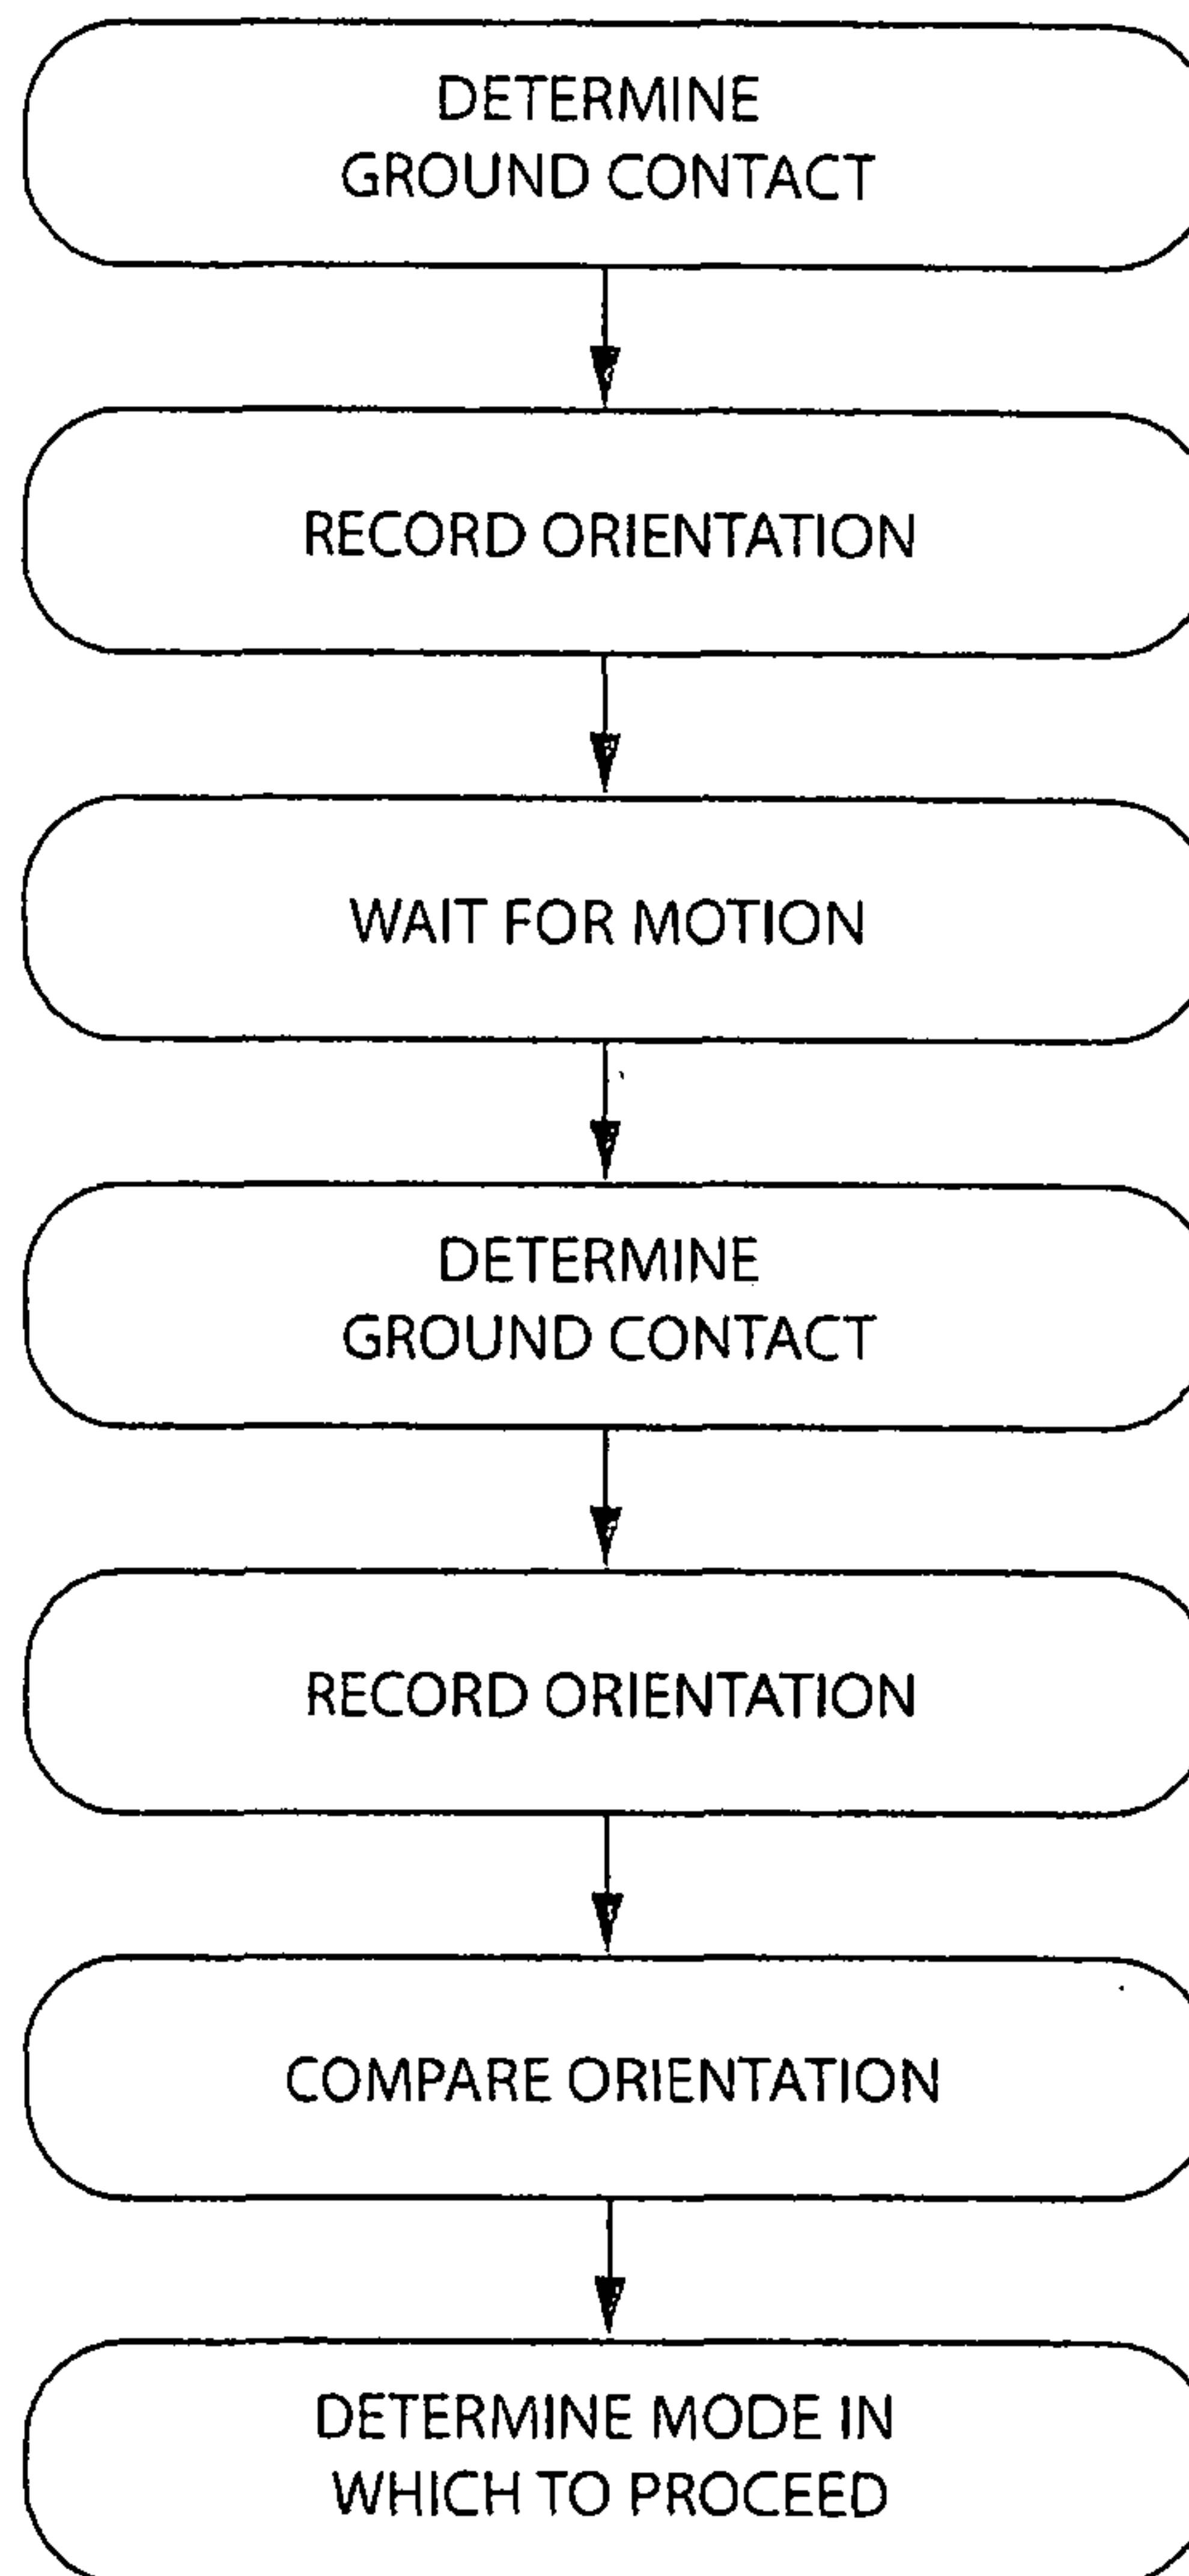 DETERMINE
GROUND CONTACT
RECORD ORIENTATION
WAIT FOR MOTION
DETERMINE
GROUND CONTACT
RECORD ORIENTATION
COMPARE ORIENTATION
DETERMINE MODE IN
WHICH TO PROCEED